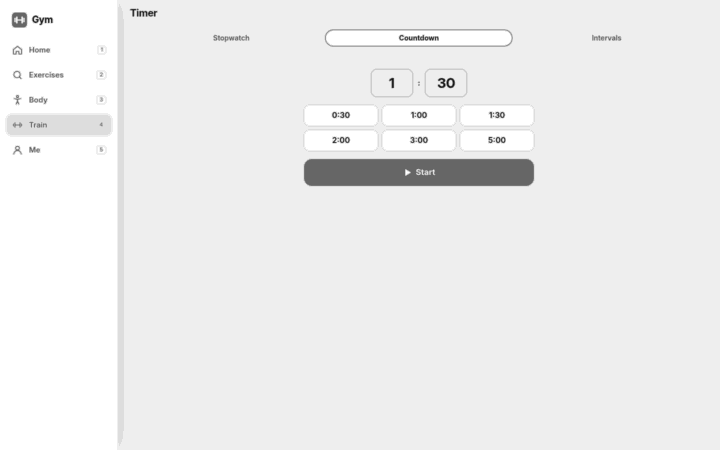 Gym
Home 1
Exercises 2
Body 3
Train 4
Me 5
Timer
Stopwatch Countdown Intervals
1 : 30
0:30 1:00 1:30
2:00 3:00 5:00
Start